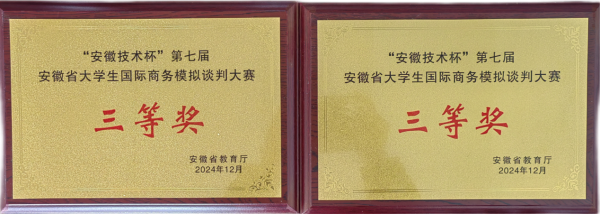 “安徽技术杯”第七届
安徽省大学生国际商务模拟谈判大赛
三等奖
安徽省教育厅
2024年12月
“安徽技术杯”第七届
安徽省大学生国际商务模拟谈判大赛
三等奖
安徽省教育厅
2024年12月